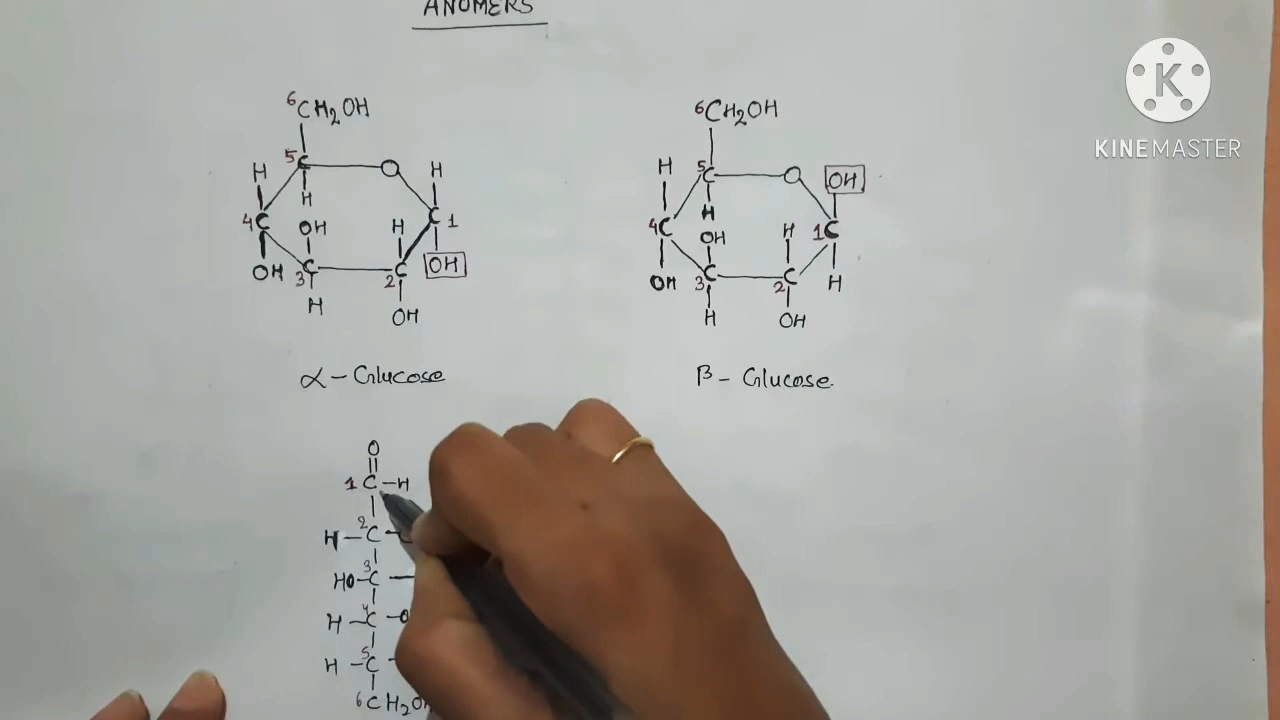 ANOMERS
K
KINEMASTER
6CH2OH
6CH2OH
5C O
H H
H
4C C 1
OH H
OH
3C 2C
OH
H OH
5C O
H OH
H
4C 1C
OH H
OH H
3C 2C
H OH
α - Glucose
β - Glucose
O
1 C - H
H - 2C -
HO - 3C -
H - 4C - O
H - 5C -
6CH2OH